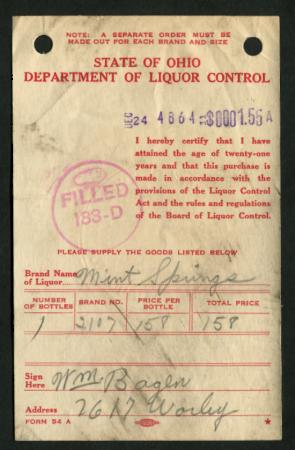 NOTE: A SEPARATE ORDER MUST BE
MADE OUT FOR EACH BRAND AND SIZE
STATE OF OHIO
DEPARTMENT OF LIQUOR CONTROL
DEC 24 4864 $0001.58 A
I hereby certify that I have
attained the age of twenty-one
years and that this purchase is
made in accordance with the
provisions of the Liquor Control
Act and the rules and regulations
of the Board of Liquor Control.
FILLED
183-D
PLEASE SUPPLY THE GOODS LISTED BELOW
Brand Name of Liquor Mint Springs
NUMBER OF BOTTLES BRAND NO. PRICE PER BOTTLE TOTAL PRICE
1 2107 158 158
Sign Here Wm Bagen
Address 2617 Worley
FORM 54 A *